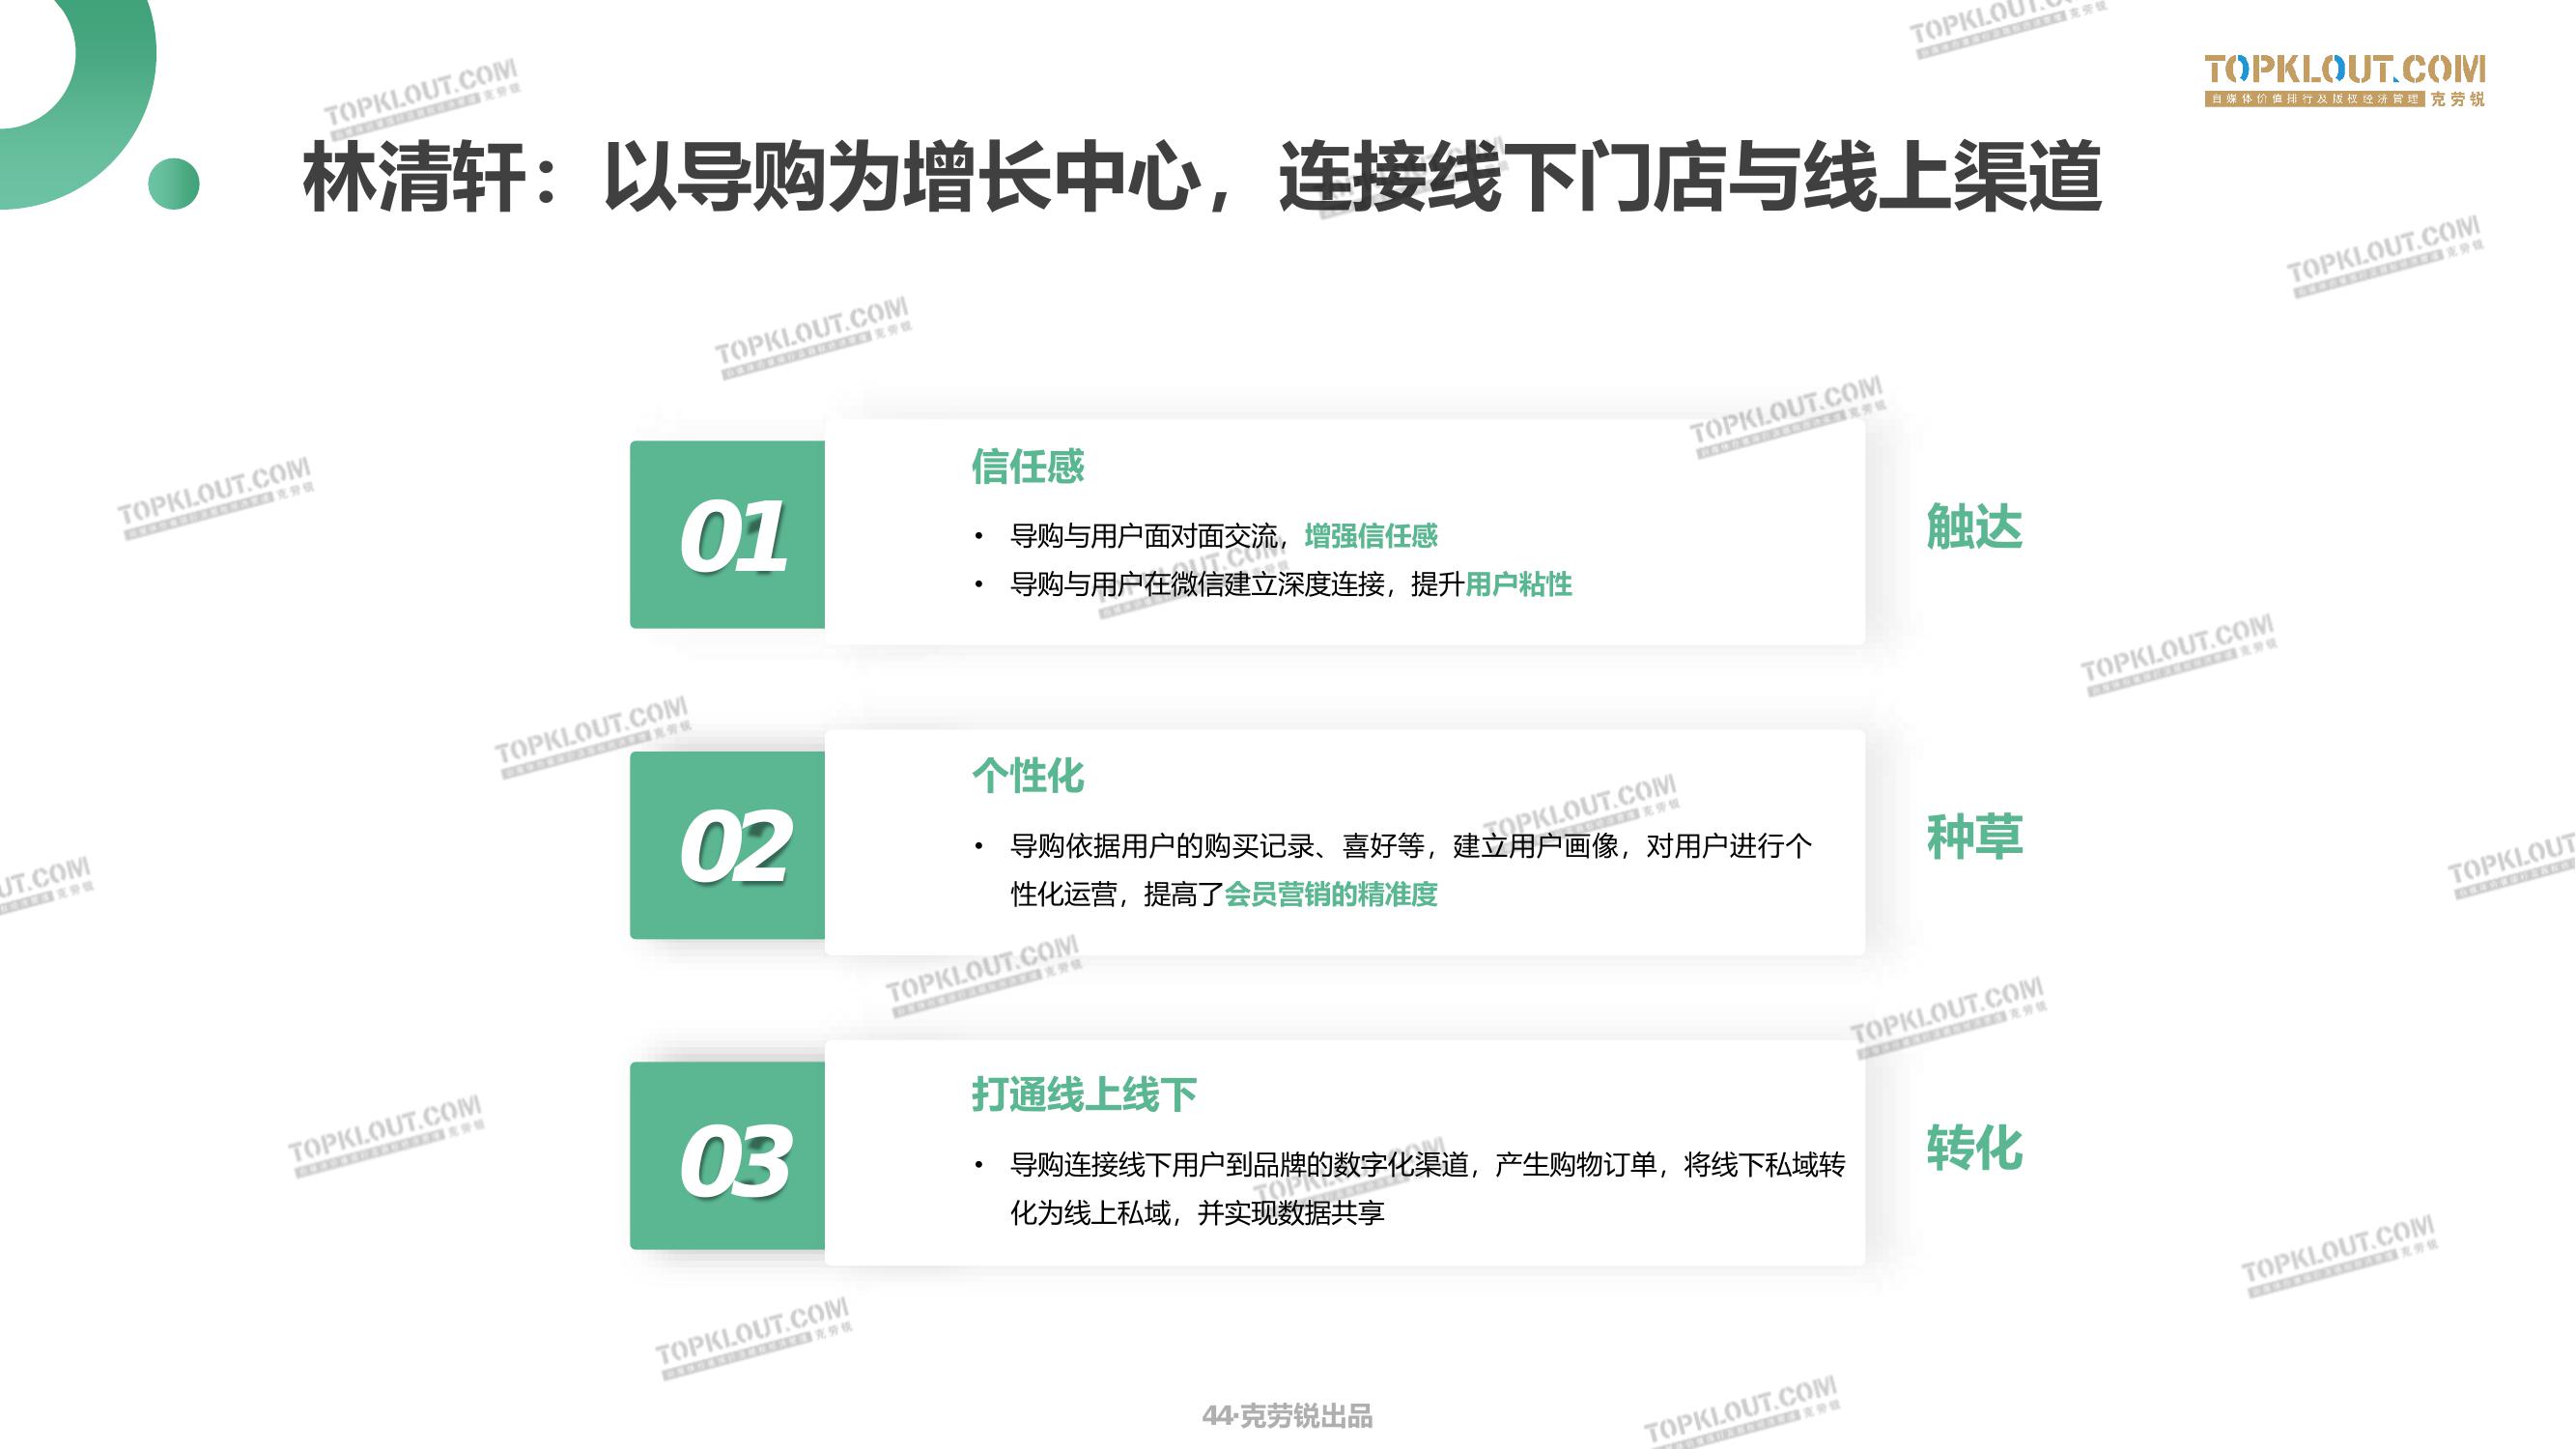 TOPKLOUT.COM
自媒体价值排行及版权经济管理 克劳锐
林清轩：以导购为增长中心，连接线下门店与线上渠道
01
信任感
• 导购与用户面对面交流，增强信任感
• 导购与用户在微信建立深度连接，提升用户粘性
触达
02
个性化
• 导购依据用户的购买记录、喜好等，建立用户画像，对用户进行个
性化运营，提高了会员营销的精准度
种草
03
打通线上线下
• 导购连接线下用户到品牌的数字化渠道，产生购物订单，将线下私域转
化为线上私域，并实现数据共享
转化
44·克劳锐出品